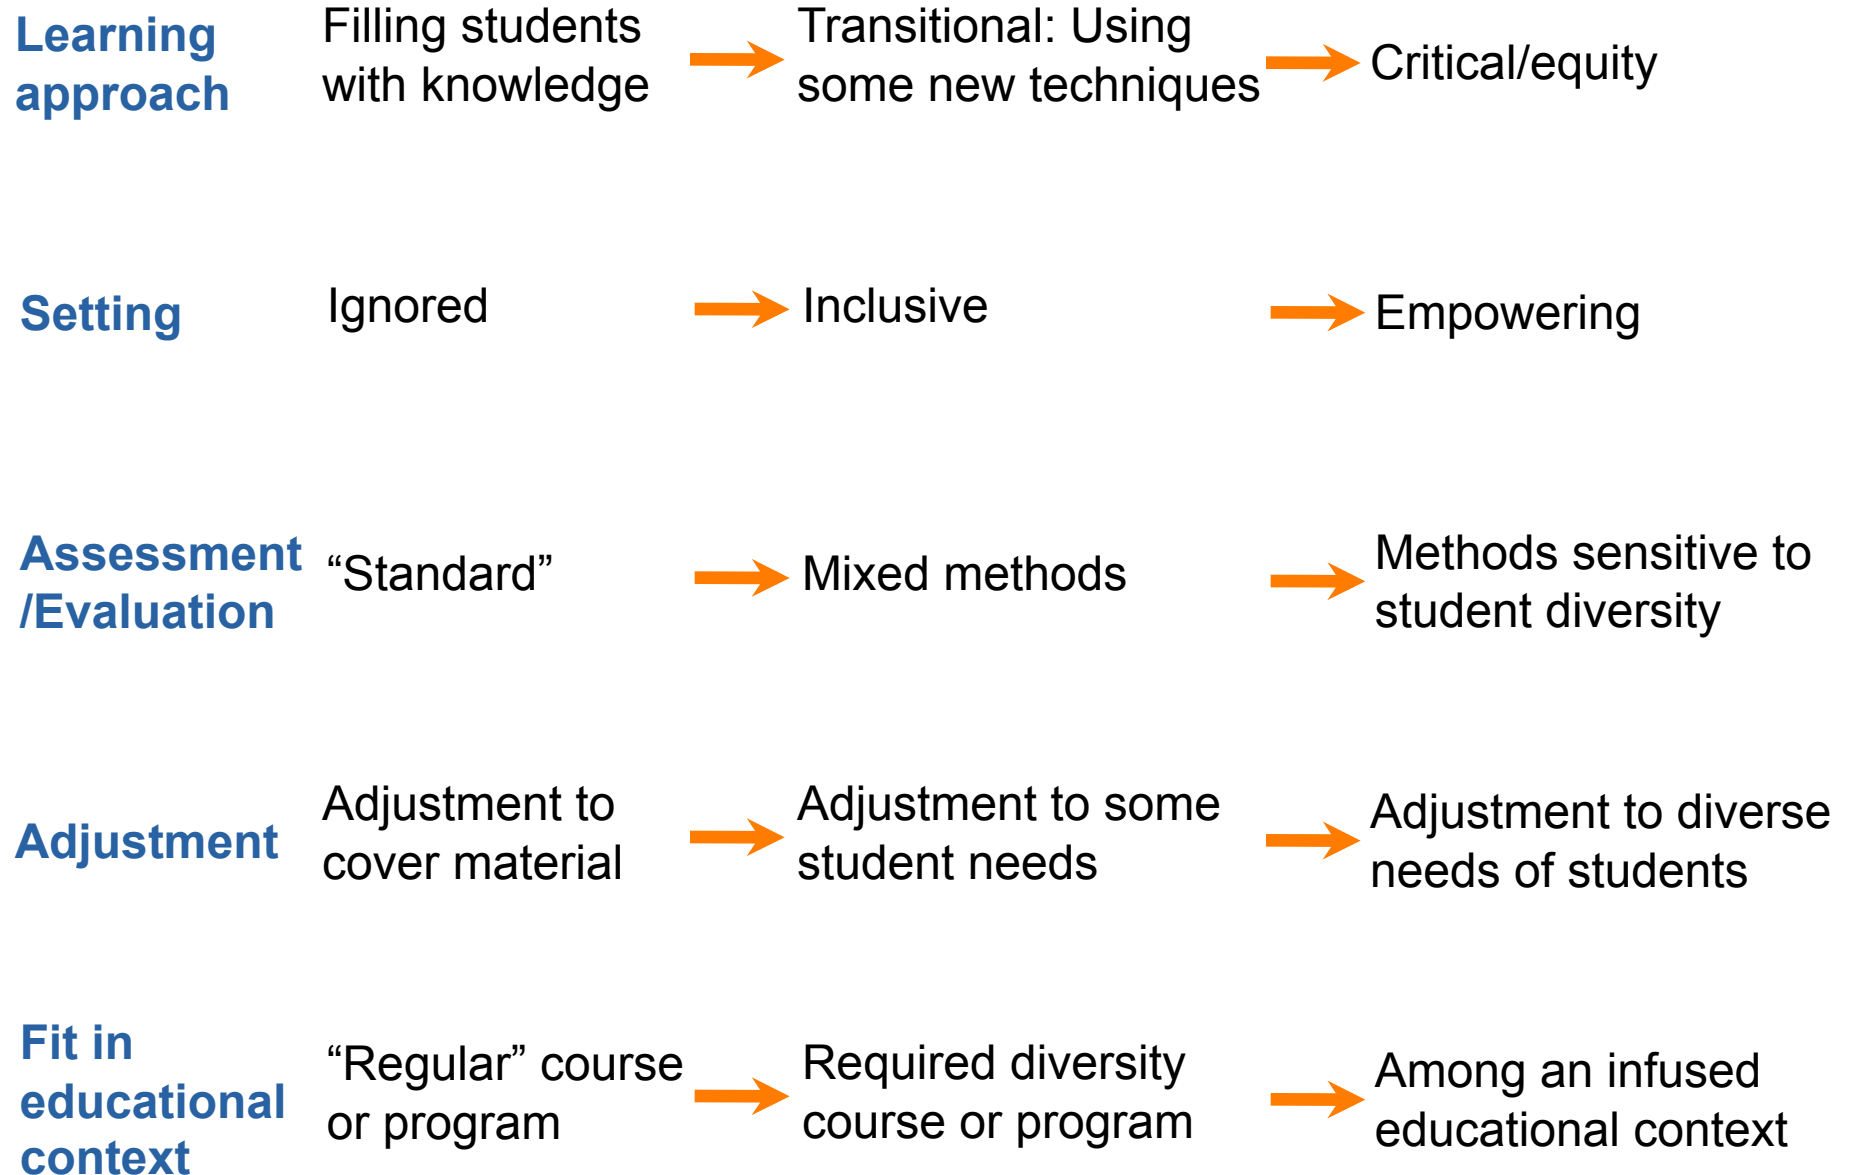 Learning
approach
Filling students
with knowledge
Transitional: Using
some new techniques
Critical/equity
Setting
Ignored
Inclusive
Empowering
Assessment
/Evaluation
“Standard”
Mixed methods
Methods sensitive to
student diversity
Adjustment
Adjustment to
cover material
Adjustment to some
student needs
Adjustment to diverse
needs of students
Fit in
educational
context
“Regular” course
or program
Required diversity
course or program
Among an infused
educational context